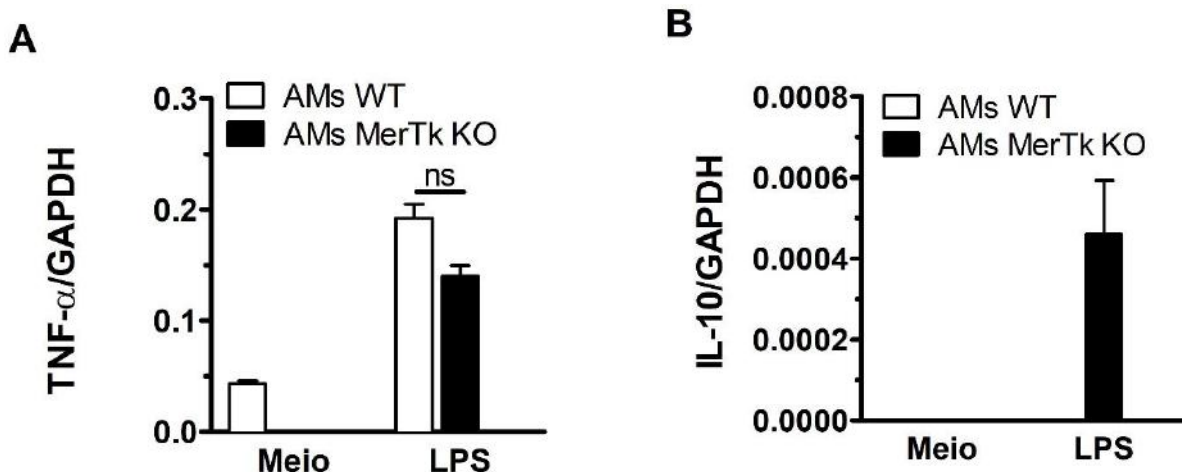 A
TNF-α/GAPDH
0.3
0.2
0.1
0.0
AMs WT
AMs MerTk KO
ns
Meio LPS
B
IL-10/GAPDH
0.0008
0.0006
0.0004
0.0002
0.0000
AMs WT
AMs MerTk KO
Meio LPS